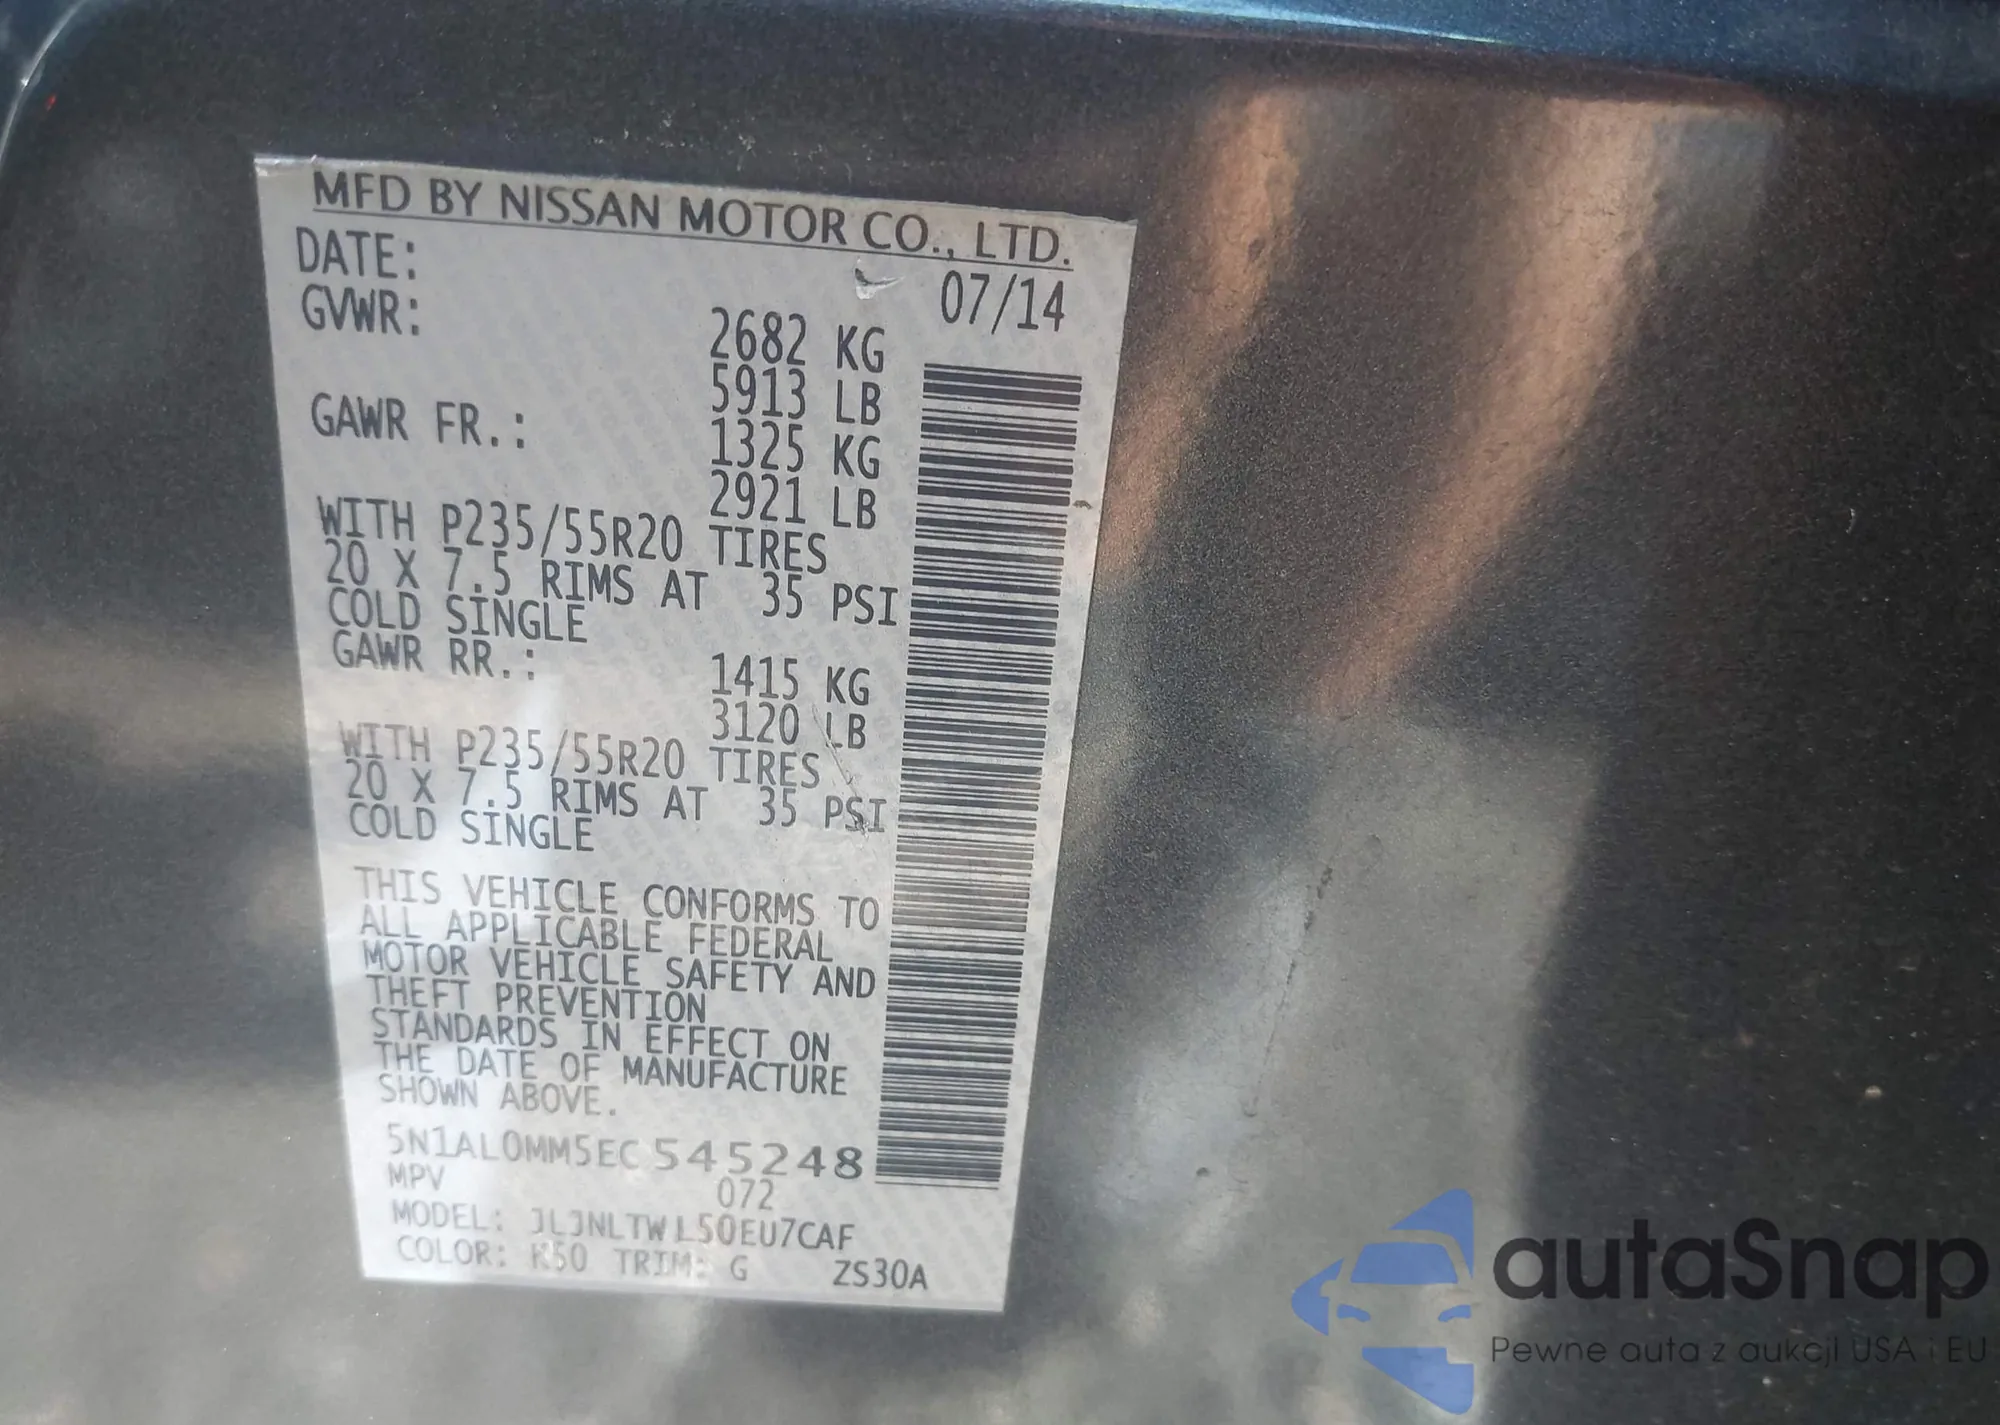 MFD BY NISSAN MOTOR CO., LTD.
DATE: 07/14
GVWR: 2682 KG
5913 LB
GAWR FR.: 1325 KG
2921 LB
WITH P235/55R20 TIRES
20 X 7.5 RIMS AT 35 PSI
COLD SINGLE
GAWR RR.: 1415 KG
3120 LB
WITH P235/55R20 TIRES
20 X 7.5 RIMS AT 35 PSI
COLD SINGLE
THIS VEHICLE CONFORMS TO
ALL APPLICABLE FEDERAL
MOTOR VEHICLE SAFETY AND
THEFT PREVENTION
STANDARDS IN EFFECT ON
THE DATE OF MANUFACTURE
SHOWN ABOVE.
5N1AL0MM5EC545248
MPV 072
MODEL: JLJNLTWL50EU7CAF
COLOR: K50 TRIM: G ZS30A
autaSnap
Pewne auta z aukcji USA i EU